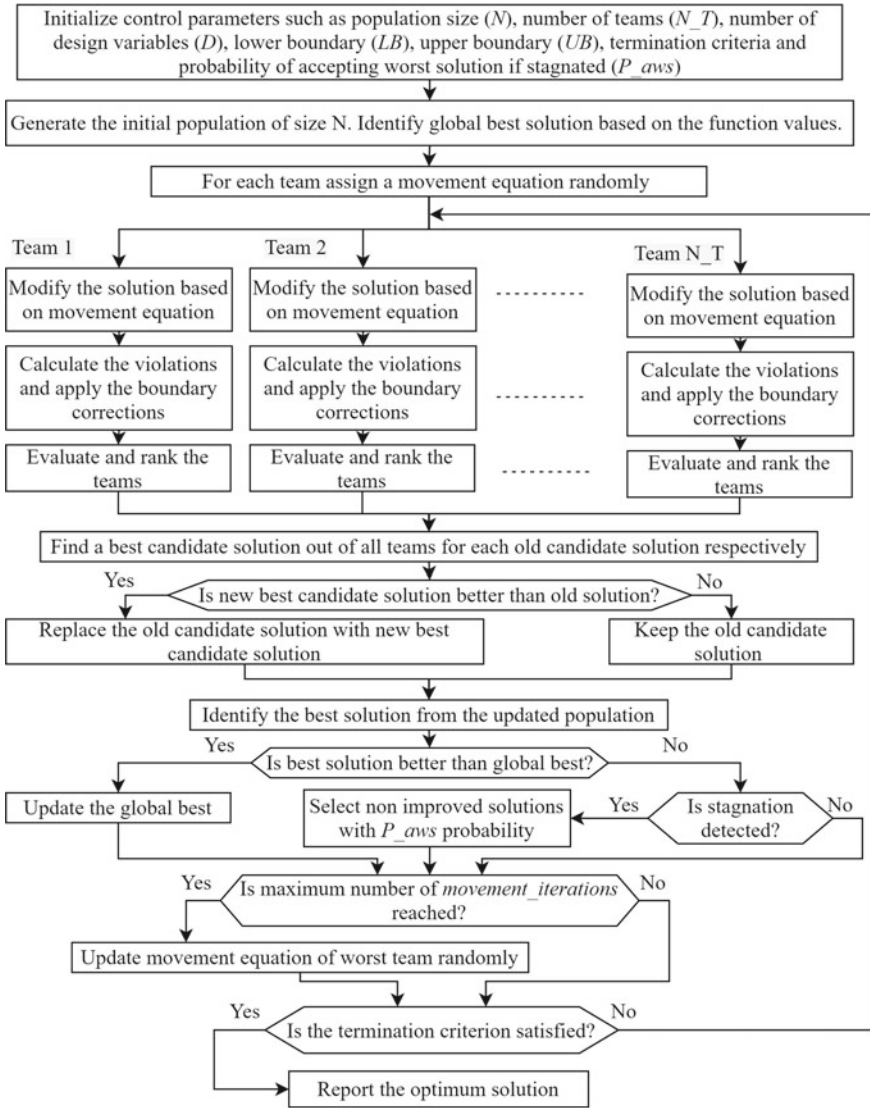 Initialize control parameters such as population size (N), number of teams (N_T), number of
design variables (D), lower boundary (LB), upper boundary (UB), termination criteria and
probability of accepting worst solution if stagnated (P_aws)
Generate the initial population of size N. Identify global best solution based on the function values.
For each team assign a movement equation randomly
Team 1
Modify the solution based
on movement equation
Calculate the violations
and apply the boundary
corrections
Evaluate and rank the
teams
Team 2
Modify the solution based
on movement equation
Calculate the violations
and apply the boundary
corrections
Evaluate and rank the
teams
Team N_T
Modify the solution based
on movement equation
Calculate the violations
and apply the boundary
corrections
Evaluate and rank the
teams
Find a best candidate solution out of all teams for each old candidate solution respectively
Yes
Is new best candidate solution better than old solution?
No
Replace the old candidate solution with new best
candidate solution
Keep the old candidate
solution
Identify the best solution from the updated population
Yes
Is best solution better than global best?
No
Update the global best
Select non improved solutions
with P_aws probability
Yes
Is stagnation
detected?
No
Yes
Is maximum number of movement_iterations
reached?
No
Update movement equation of worst team randomly
Yes
Is the termination criterion satisfied?
No
Report the optimum solution